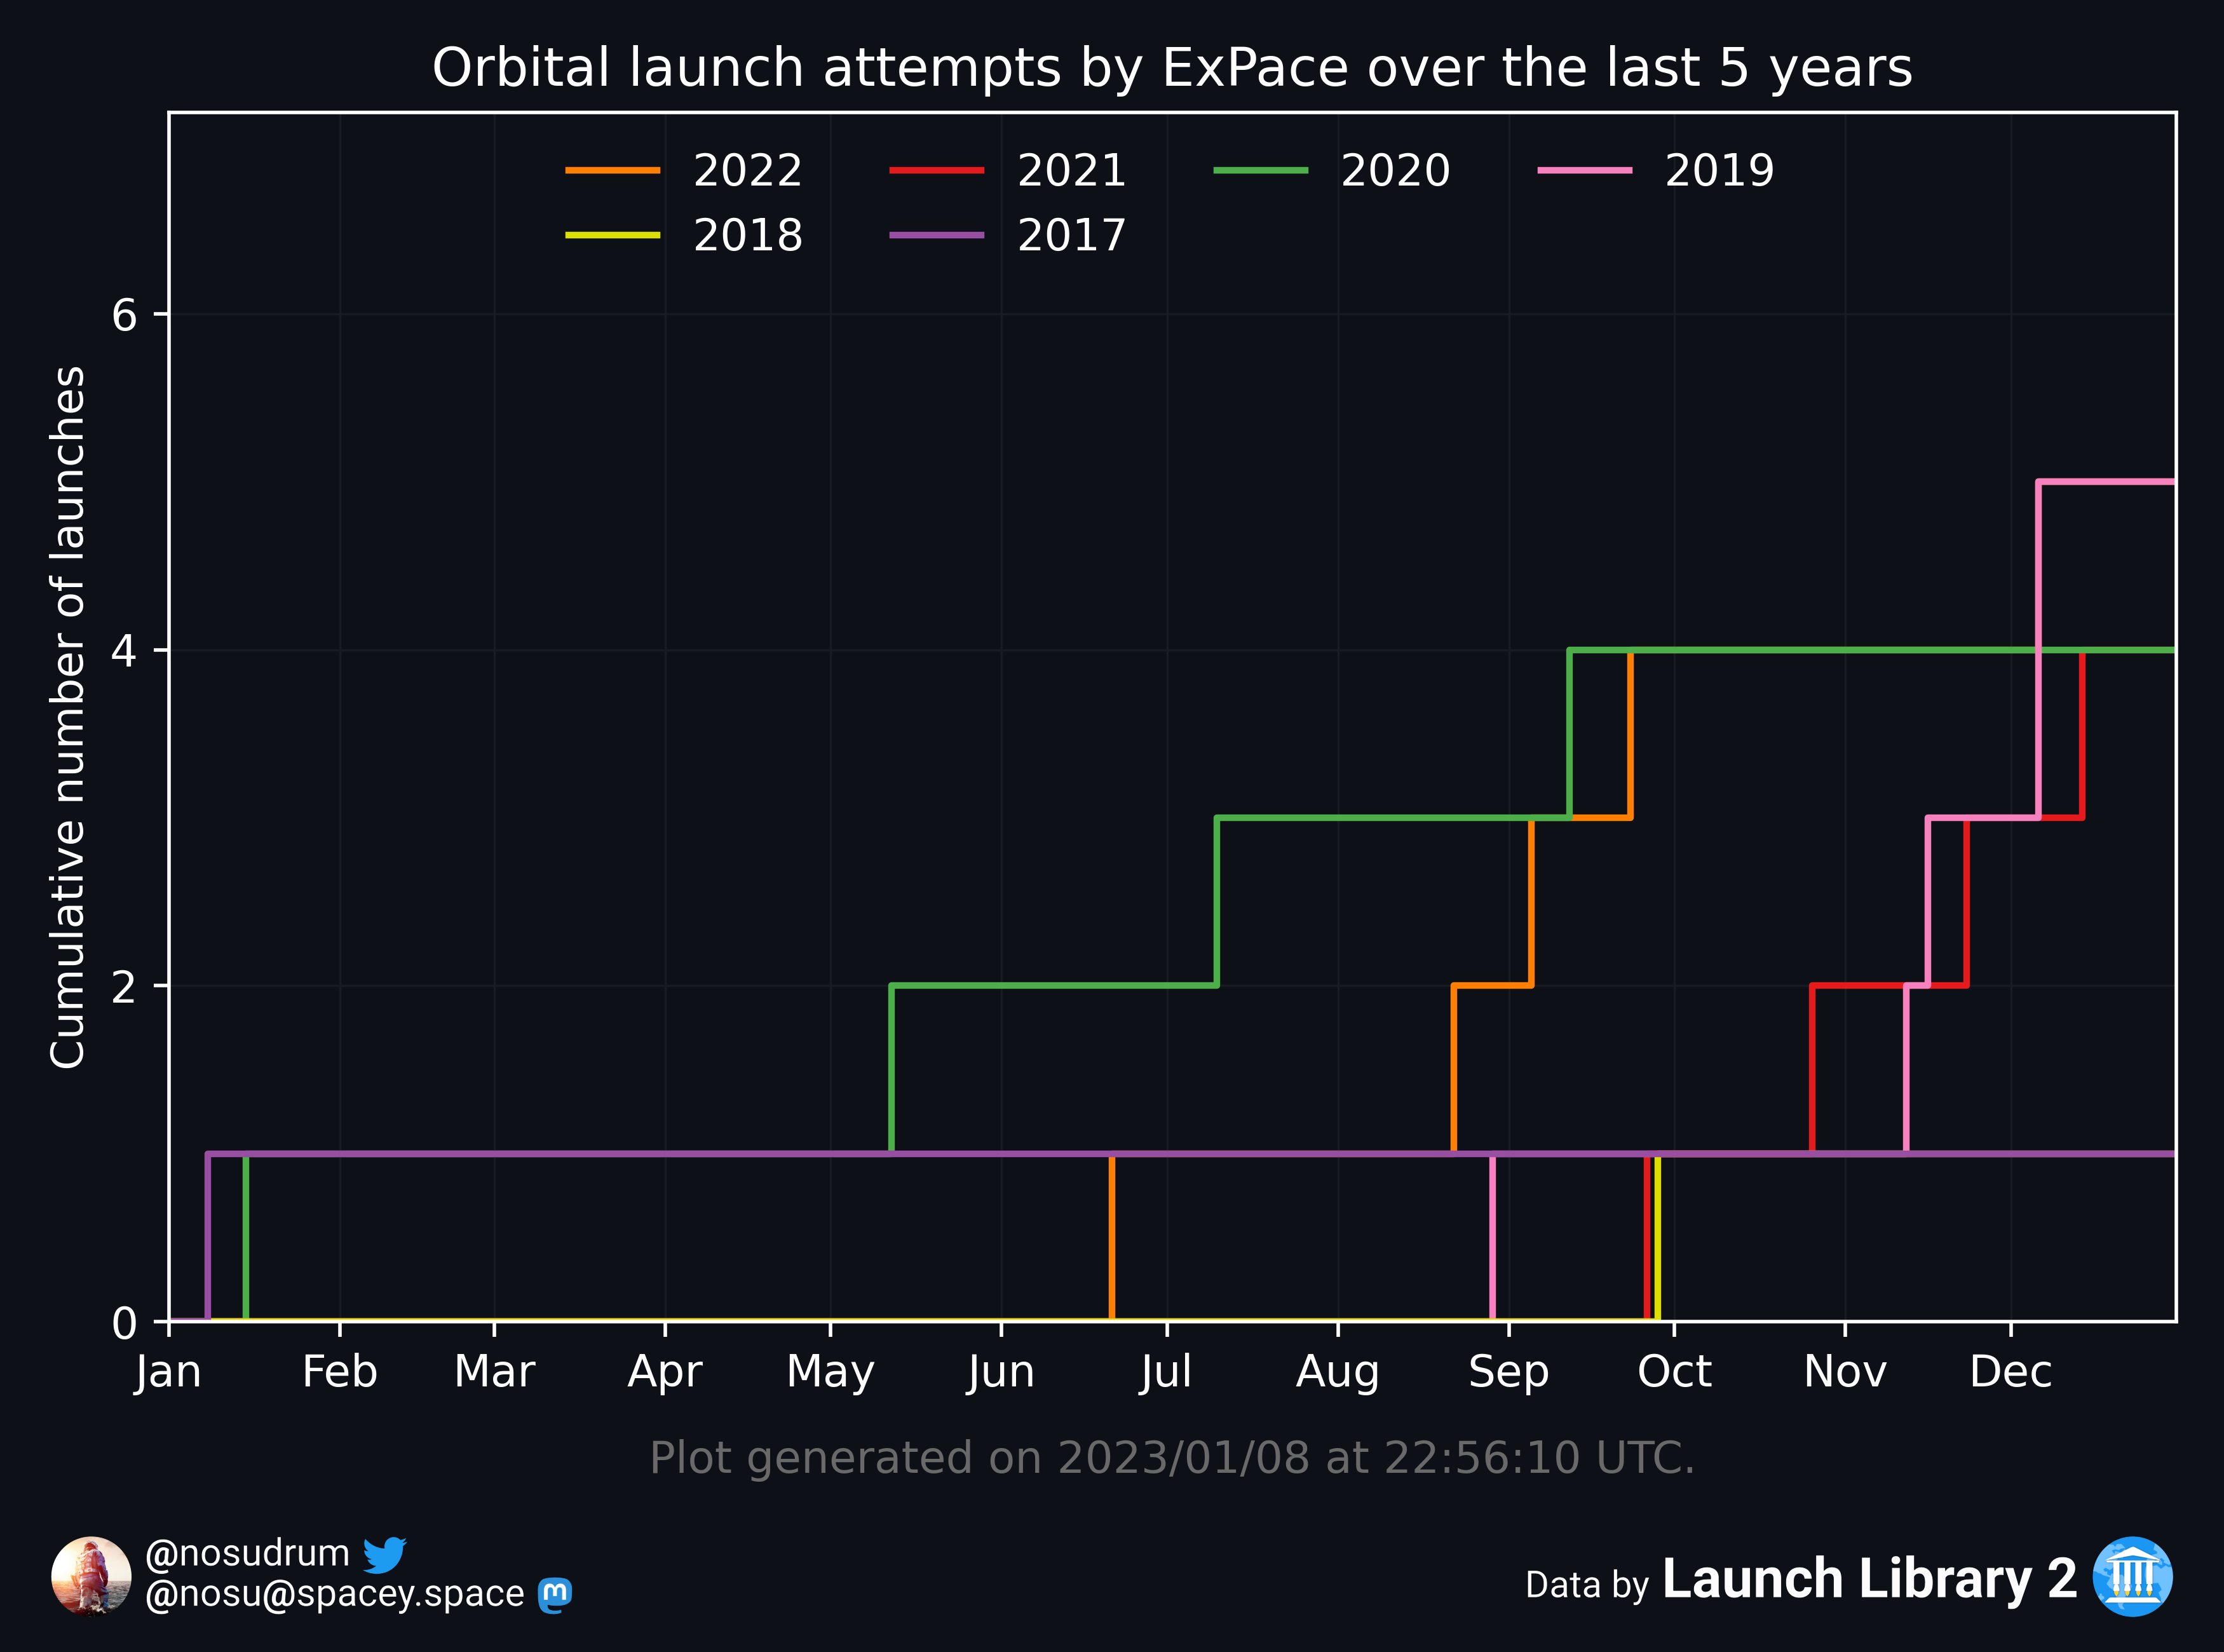 Orbital launch attempts by ExPace over the last 5 years
2022 2021 2020 2019
2018 2017
Cumulative number of launches
6
4
2
0
Jan Feb Mar Apr May Jun Jul Aug Sep Oct Nov Dec
Plot generated on 2023/01/08 at 22:56:10 UTC.
@nosudrum
@nosu@spacey.space
Data by Launch Library 2